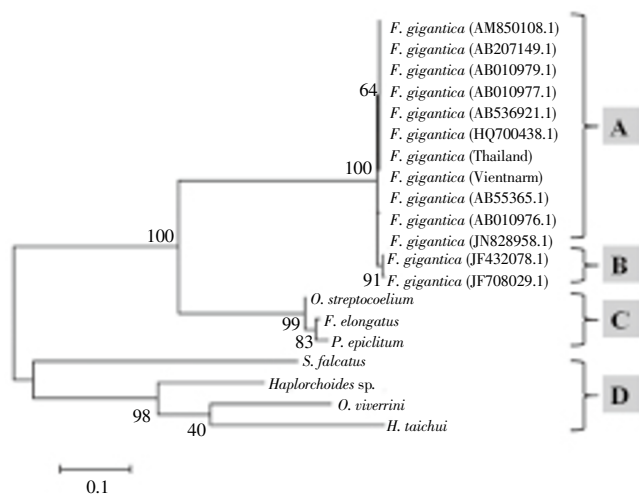 F. gigantica (AM850108.1)
F. gigantica (AB207149.1)
F. gigantica (AB010979.1)
64
F. gigantica (AB010977.1)
F. gigantica (AB536921.1)
A
F. gigantica (HQ700438.1)
F. gigantica (Thailand)
100
F. gigantica (Vientnarm)
F. gigantica (AB55365.1)
F. gigantica (AB010976.1)
100
F. gigantica (JN828958.1)
F. gigantica (JF432078.1)
B
91
F. gigantica (JF708029.1)
O. streptocoelium
99
F. elongatus
C
83
P. epiclitum
S. falcatus
Haplorchoides sp.
D
98
O. viverrini
40
H. taichui
0.1